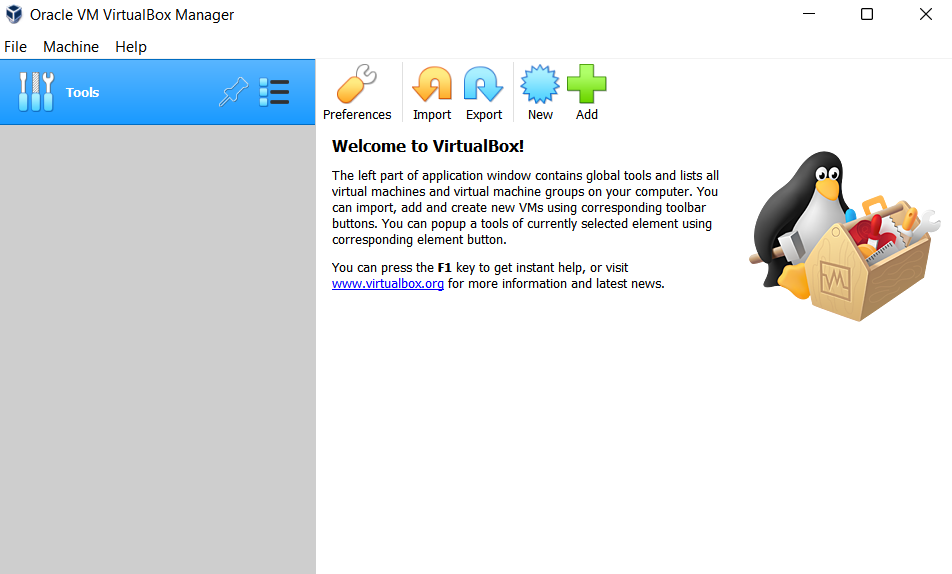 Oracle VM VirtualBox Manager
File Machine Help
Tools
Preferences Import Export New Add
Welcome to VirtualBox!
The left part of application window contains global tools and lists all
virtual machines and virtual machine groups on your computer. You
can import, add and create new VMs using corresponding toolbar
buttons. You can popup a tools of currently selected element using
corresponding element button.
You can press the F1 key to get instant help, or visit
www.virtualbox.org for more information and latest news.